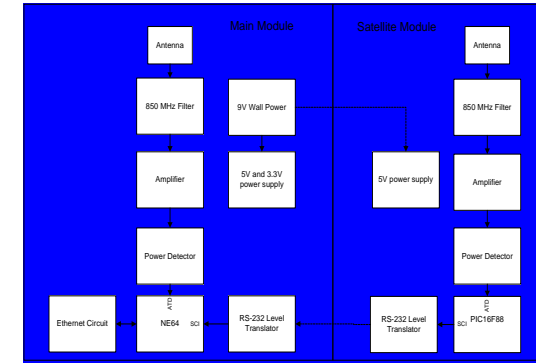 Main Module
Antenna
850 MHz Filter
9V Wall Power
Amplifier
5V and 3.3V
power supply
Power Detector
ATD
Ethernet Circuit
NE64
SCI
RS-232 Level
Translator
Satellite Module
Antenna
850 MHz Filter
5V power supply
Amplifier
Power Detector
ATD
RS-232 Level
Translator
SCI
PIC16F88